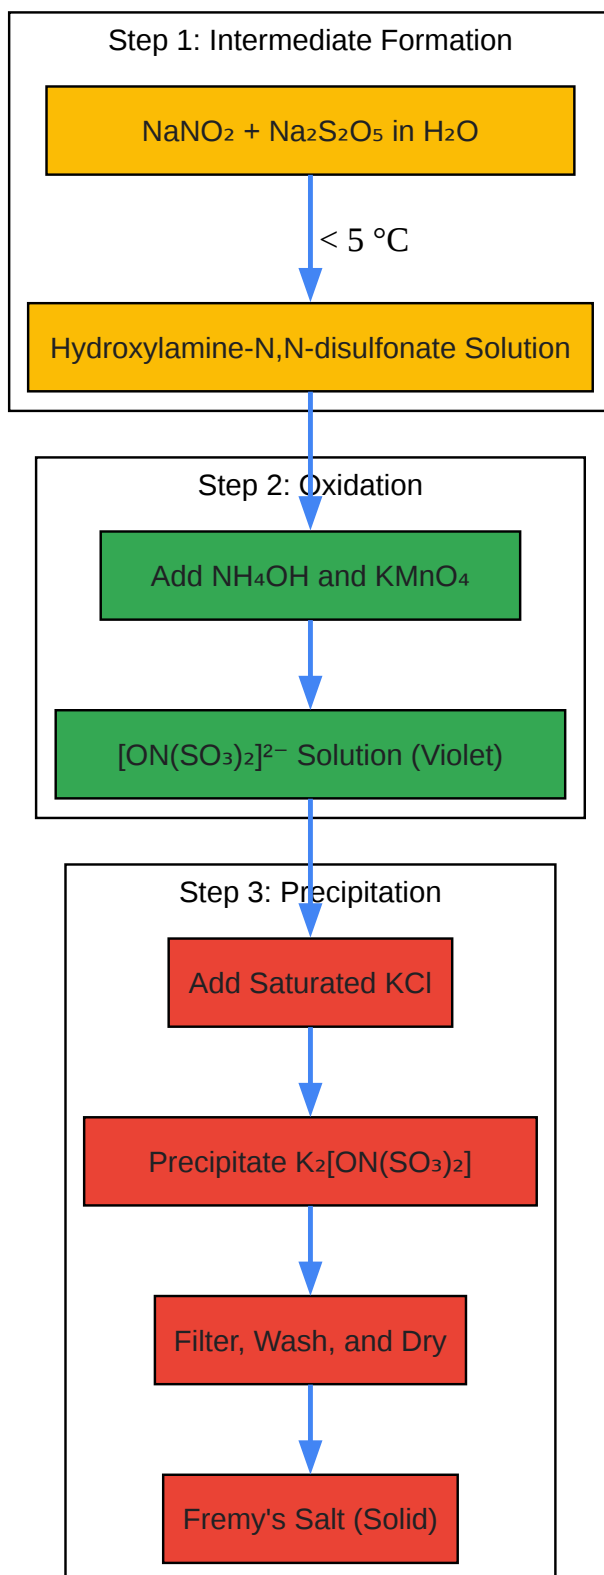 Step 1: Intermediate Formation
NaNO₂ + Na₂S₂O₅ in H₂O
< 5 °C
Hydroxylamine-N,N-disulfonate Solution
Step 2: Oxidation
Add NH₄OH and KMnO₄
[ON(SO₃)₂]²⁻ Solution (Violet)
Step 3: Precipitation
Add Saturated KCl
Precipitate K₂[ON(SO₃)₂]
Filter, Wash, and Dry
Fremy's Salt (Solid)